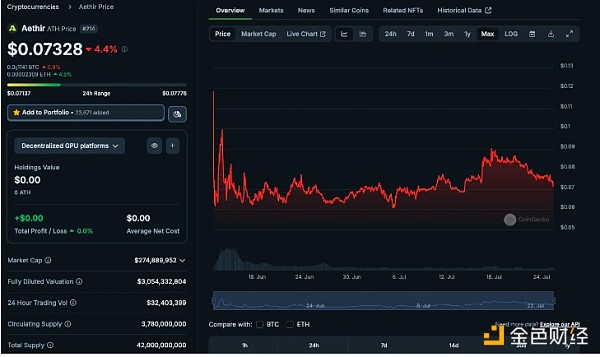 Cryptocurrencies > Aethir Price
Aethir ATH Price #214
$0.07328 ▼ 4.4%
0.0₅1141 BTC ▼ 0.9%
0.00002309 ETH ▲ 4.5%
$0.07137 24h Range $0.07776
Add to Portfolio • 23,671 added
Decentralized GPU platforms
Holdings Value
$0.00
0 ATH
+$0.00 $0.00
Total Profit / Loss ▲ 0.0% Average Net Cost
Market Cap $274,889,952
Fully Diluted Valuation $3,054,332,804
24 Hour Trading Vol $32,403,399
Circulating Supply 3,780,000,000
Total Supply 42,000,000,000
Overview Markets News Similar Coins Related NFTs Historical Data
Price Market Cap Live Chart 24h 7d 1m 3m 1y Max LOG
$0.13
$0.12
$0.11
$0.1
$0.09
$0.08
$0.07
$0.06
$0.05
CoinGecko
18. Jun 24. Jun 30. Jun 6. Jul 12. Jul 18. Jul 24. Jul
24. Jun 8. Jul 22. Jul
Compare with: BTC ETH Need more data? Explore our API
1h 24h 7d 14d 30d 1y
金色财经